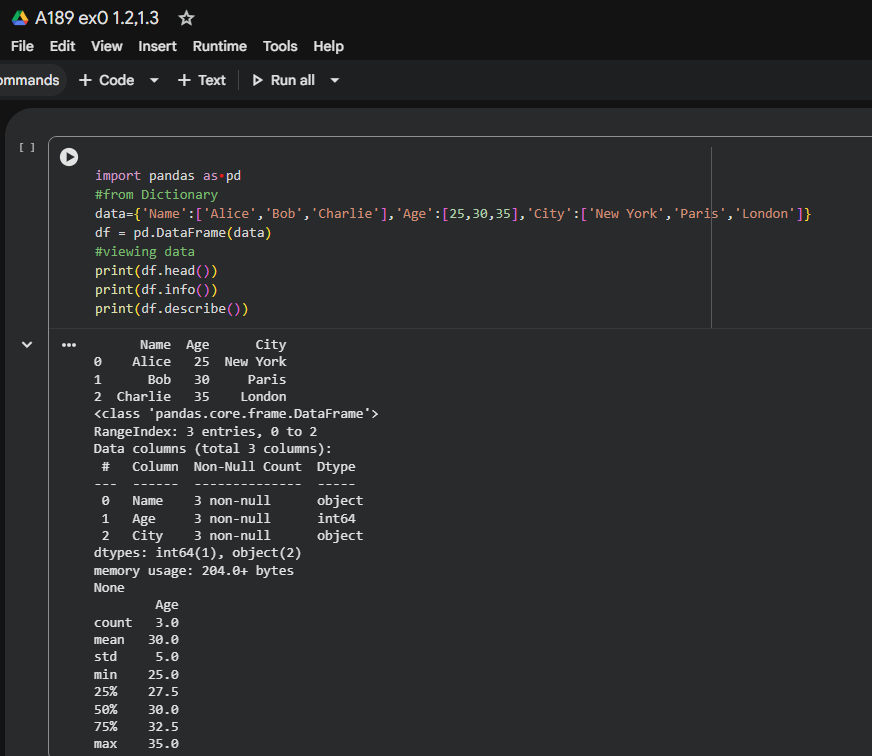 A189 ex0 1.2,1.3
File Edit View Insert Runtime Tools Help
ommands + Code + Text Run all
[ ]
import pandas as pd
#from Dictionary
data={'Name':['Alice','Bob','Charlie'],'Age':[25,30,35],'City':['New York','Paris','London']}
df = pd.DataFrame(data)
#viewing data
print(df.head())
print(df.info())
print(df.describe())
      Name  Age      City
0    Alice   25  New York
1      Bob   30     Paris
2  Charlie   35    London
<class 'pandas.core.frame.DataFrame'>
RangeIndex: 3 entries, 0 to 2
Data columns (total 3 columns):
 #   Column  Non-Null Count  Dtype
---  ------  --------------  -----
 0   Name    3 non-null      object
 1   Age     3 non-null      int64
 2   City    3 non-null      object
dtypes: int64(1), object(2)
memory usage: 204.0+ bytes
None
        Age
count   3.0
mean   30.0
std     5.0
min    25.0
25%    27.5
50%    30.0
75%    32.5
max    35.0